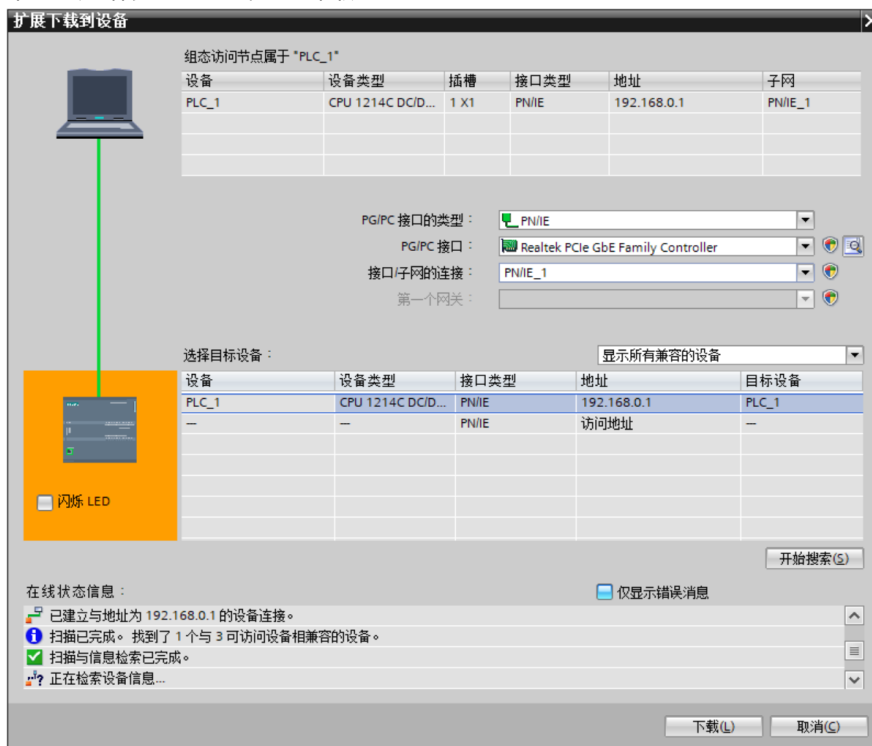 扩展下载到设备
组态访问节点属于 "PLC_1"
设备 设备类型 插槽 接口类型 地址 子网
PLC_1 CPU 1214C DC/D... 1 X1 PN/IE 192.168.0.1 PN/IE_1
PG/PC 接口的类型： PN/IE
PG/PC 接口： Realtek PCIe GbE Family Controller
接口/子网的连接： PN/IE_1
第一个网关：
选择目标设备： 显示所有兼容的设备
设备 设备类型 接口类型 地址 目标设备
PLC_1 CPU 1214C DC/D... PN/IE 192.168.0.1 PLC_1
— — PN/IE 访问地址 —
闪烁 LED
开始搜索(S)
在线状态信息： 仅显示错误消息
已建立与地址为 192.168.0.1 的设备连接。
扫描已完成。找到了 1 个与 3 可访问设备相兼容的设备。
扫描与信息检索已完成。
正在检索设备信息...
下载(L) 取消(C)